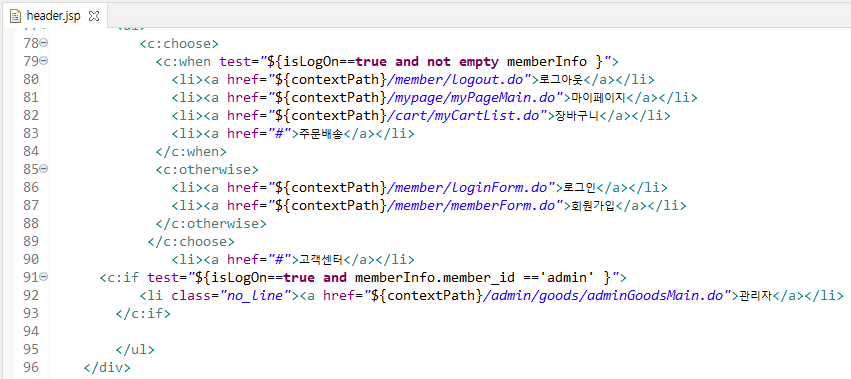 header.jsp
<ul>
78 <c:choose>
79 <c:when test="${isLogOn==true and not empty memberInfo }">
80 <li><a href="${contextPath}/member/logout.do">로그아웃</a></li>
81 <li><a href="${contextPath}/mypage/myPageMain.do">마이페이지</a></li>
82 <li><a href="${contextPath}/cart/myCartList.do">장바구니</a></li>
83 <li><a href="#">주문배송</a></li>
84 </c:when>
85 <c:otherwise>
86 <li><a href="${contextPath}/member/loginForm.do">로그인</a></li>
87 <li><a href="${contextPath}/member/memberForm.do">회원가입</a></li>
88 </c:otherwise>
89 </c:choose>
90 <li><a href="#">고객센터</a></li>
91 <c:if test="${isLogOn==true and memberInfo.member_id =='admin' }">
92 <li class="no_line"><a href="${contextPath}/admin/goods/adminGoodsMain.do">관리자</a></li>
93 </c:if>
94
95 </ul>
96 </div>